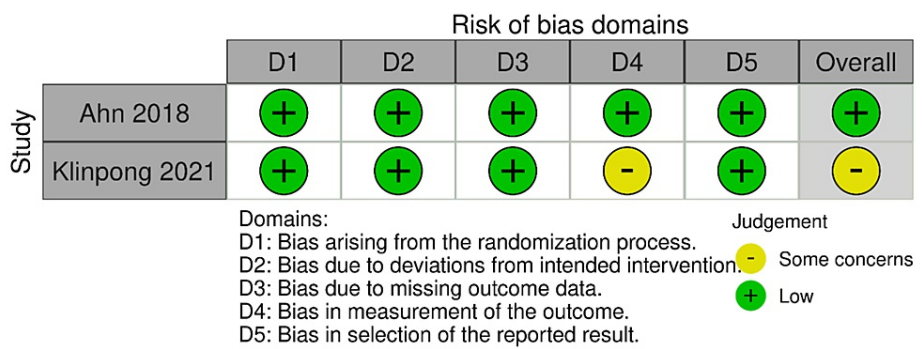 Risk of bias domains
D1 D2 D3 D4 D5 Overall
Study
Ahn 2018 + + + + + +
Klinpong 2021 + + + - + -
Domains:
D1: Bias arising from the randomization process.
D2: Bias due to deviations from intended intervention.
D3: Bias due to missing outcome data.
D4: Bias in measurement of the outcome.
D5: Bias in selection of the reported result.
Judgement
- Some concerns
+ Low